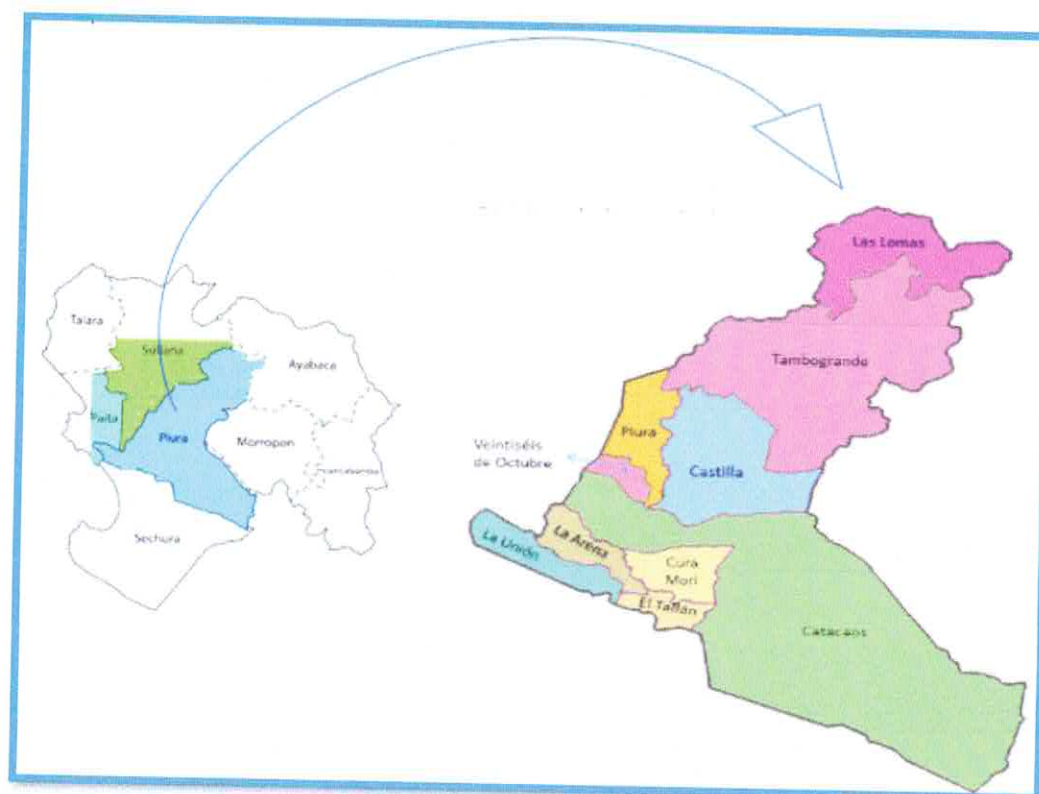 Talara
Sullana
Ayabaca
Paita
Piura
Morropon
Huancabamba
Sechura
Las Lomas
Tambogrande
Piura
Veintiséis
de Octubre
Castilla
La Unión
La Arena
Cura
Mori
El Tallán
Catacaos